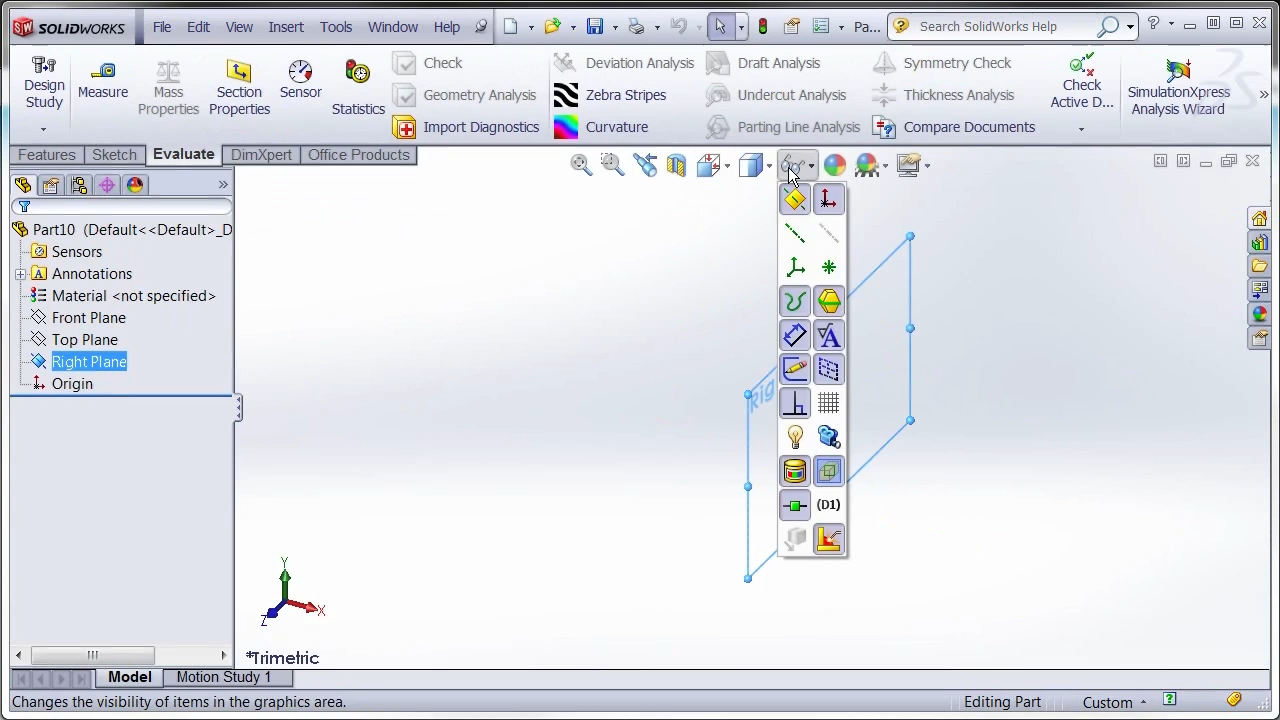 SOLIDWORKS File Edit View Insert Tools Window Help Pa... Search SolidWorks Help ?
Design Study
Measure
Mass Properties
Section Properties
Sensor
Statistics
Check
Geometry Analysis
Import Diagnostics
Deviation Analysis
Zebra Stripes
Curvature
Draft Analysis
Undercut Analysis
Parting Line Analysis
Symmetry Check
Thickness Analysis
Compare Documents
Check Active D...
SimulationXpress Analysis Wizard
Features Sketch Evaluate DimXpert Office Products
Part10 (Default<<Default>_D
Sensors
Annotations
Material <not specified>
Front Plane
Top Plane
Right Plane
Origin
Rig
(D1)
Y
X
Z
*Trimetric
Model Motion Study 1
Changes the visibility of items in the graphics area. Editing Part Custom